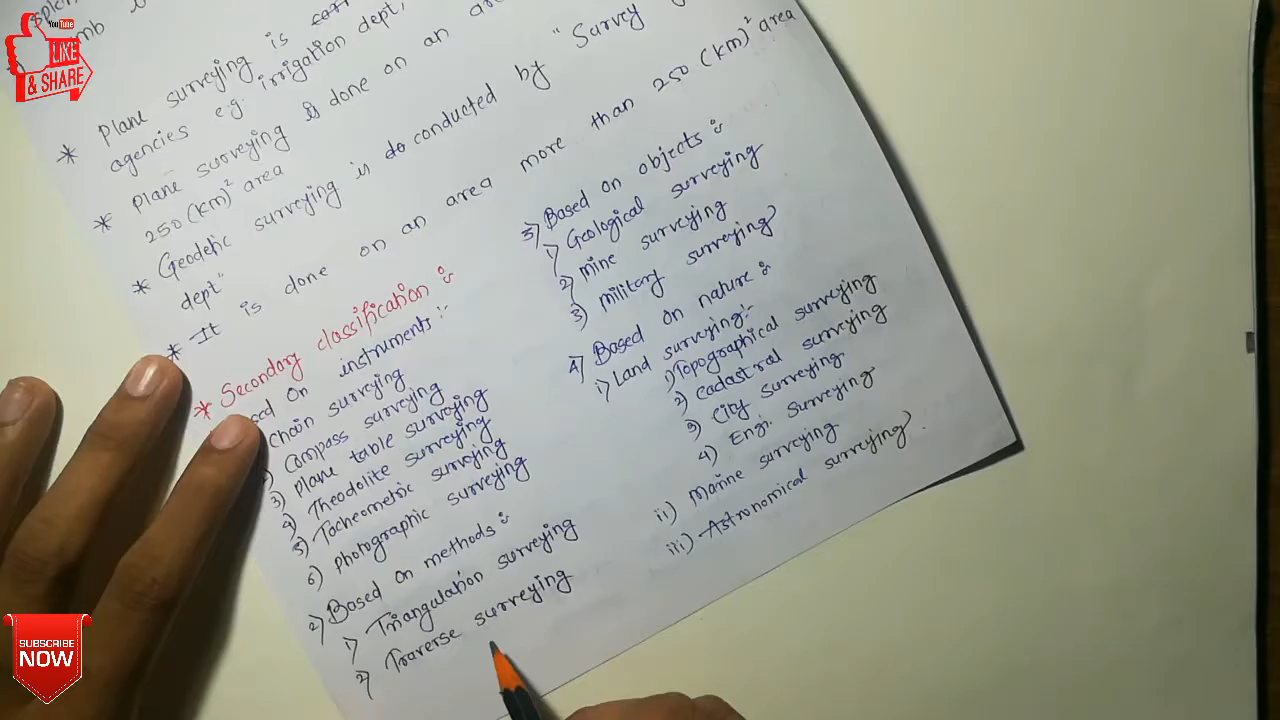 YouTube
LIKE
& SHARE
* Plane surveying is
agencies e.g. irrigation dept,
* Plane surveying is done on an
250 (km)² area
* Geodetic surveying is do conducted by "Survey
dept"
* It is done on an area more than 250 (km)² area
* Secondary classification :
on instruments :-
chain surveying
compass surveying
3) Plane table surveying
4) Theodolite surveying
5) Tacheometric surveying
6) Photographic surveying
2) Based on methods :
1) Triangulation surveying
2) Traverse surveying
3) Based on objects :
1) Geological surveying
2) mine surveying
3) military surveying
4) Based on nature :
i) Land surveying:-
1) Topographical surveying
2) cadastral surveying
3) City surveying
4) Engi. surveying
ii) Marine surveying
iii) Astronomical surveying.
SUBSCRIBE
NOW